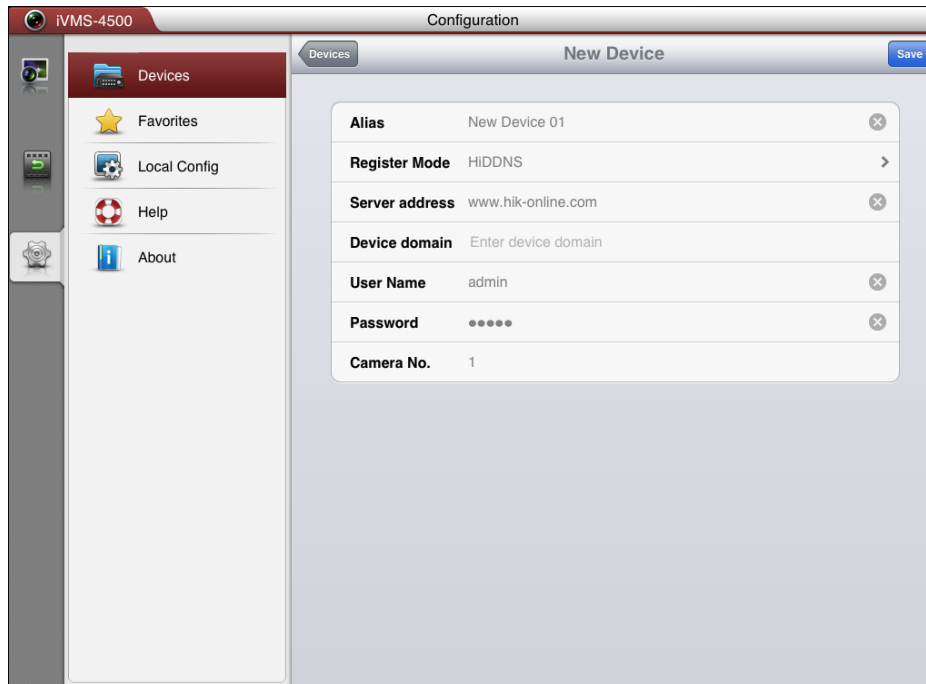 iVMS-4500
Configuration
Devices
Favorites
Local Config
Help
About
Devices
New Device
Save
Alias New Device 01
Register Mode HiDDNS
Server address www.hik-online.com
Device domain Enter device domain
User Name admin
Password •••••
Camera No. 1